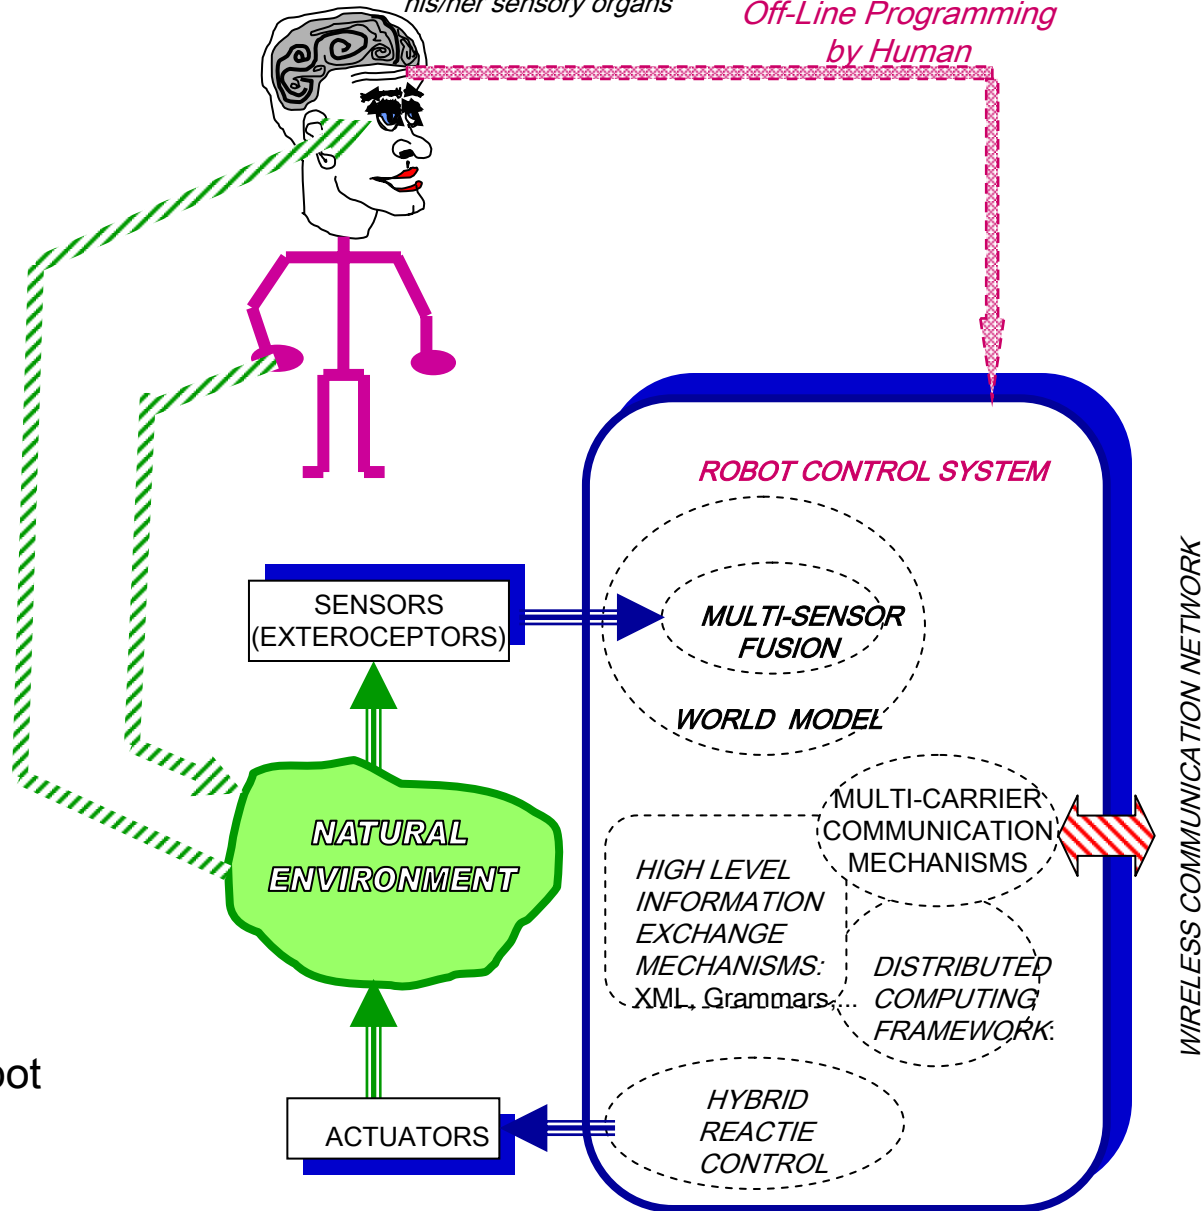 his/her sensory organs
Off-Line Programming
by Human
ROBOT CONTROL SYSTEM
SENSORS
(EXTEROCEPTORS)
MULTI-SENSOR
FUSION
WORLD MODEL
WIRELESS COMMUNICATION NETWORK
MULTI-CARRIER
COMMUNICATION
MECHANISMS
NATURAL
ENVIRONMENT
HIGH LEVEL
INFORMATION
EXCHANGE
MECHANISMS:
XML, Grammars,...
DISTRIBUTED
COMPUTING
FRAMEWORK:
ot
ACTUATORS
HYBRID
REACTIE
CONTROL